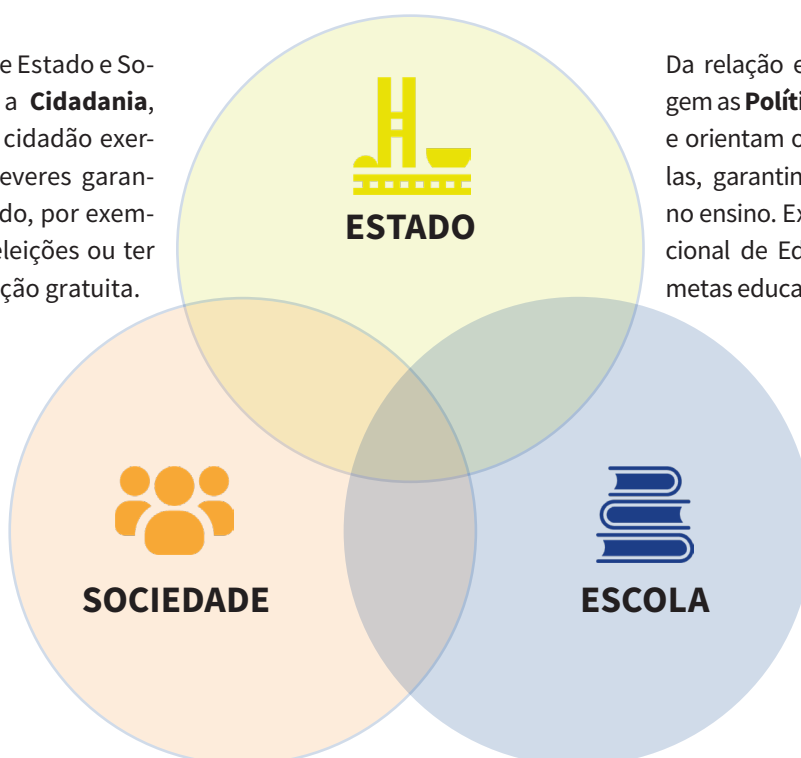 e Estado e So-
a Cidadania,
cidadão exer-
everes garan-
do, por exem-
eleições ou ter
ção gratuita.
ESTADO
Da relação e
gem as Políti
e orientam o
las, garantin
no ensino. Ex
cional de Ed
metas educa
SOCIEDADE
ESCOLA